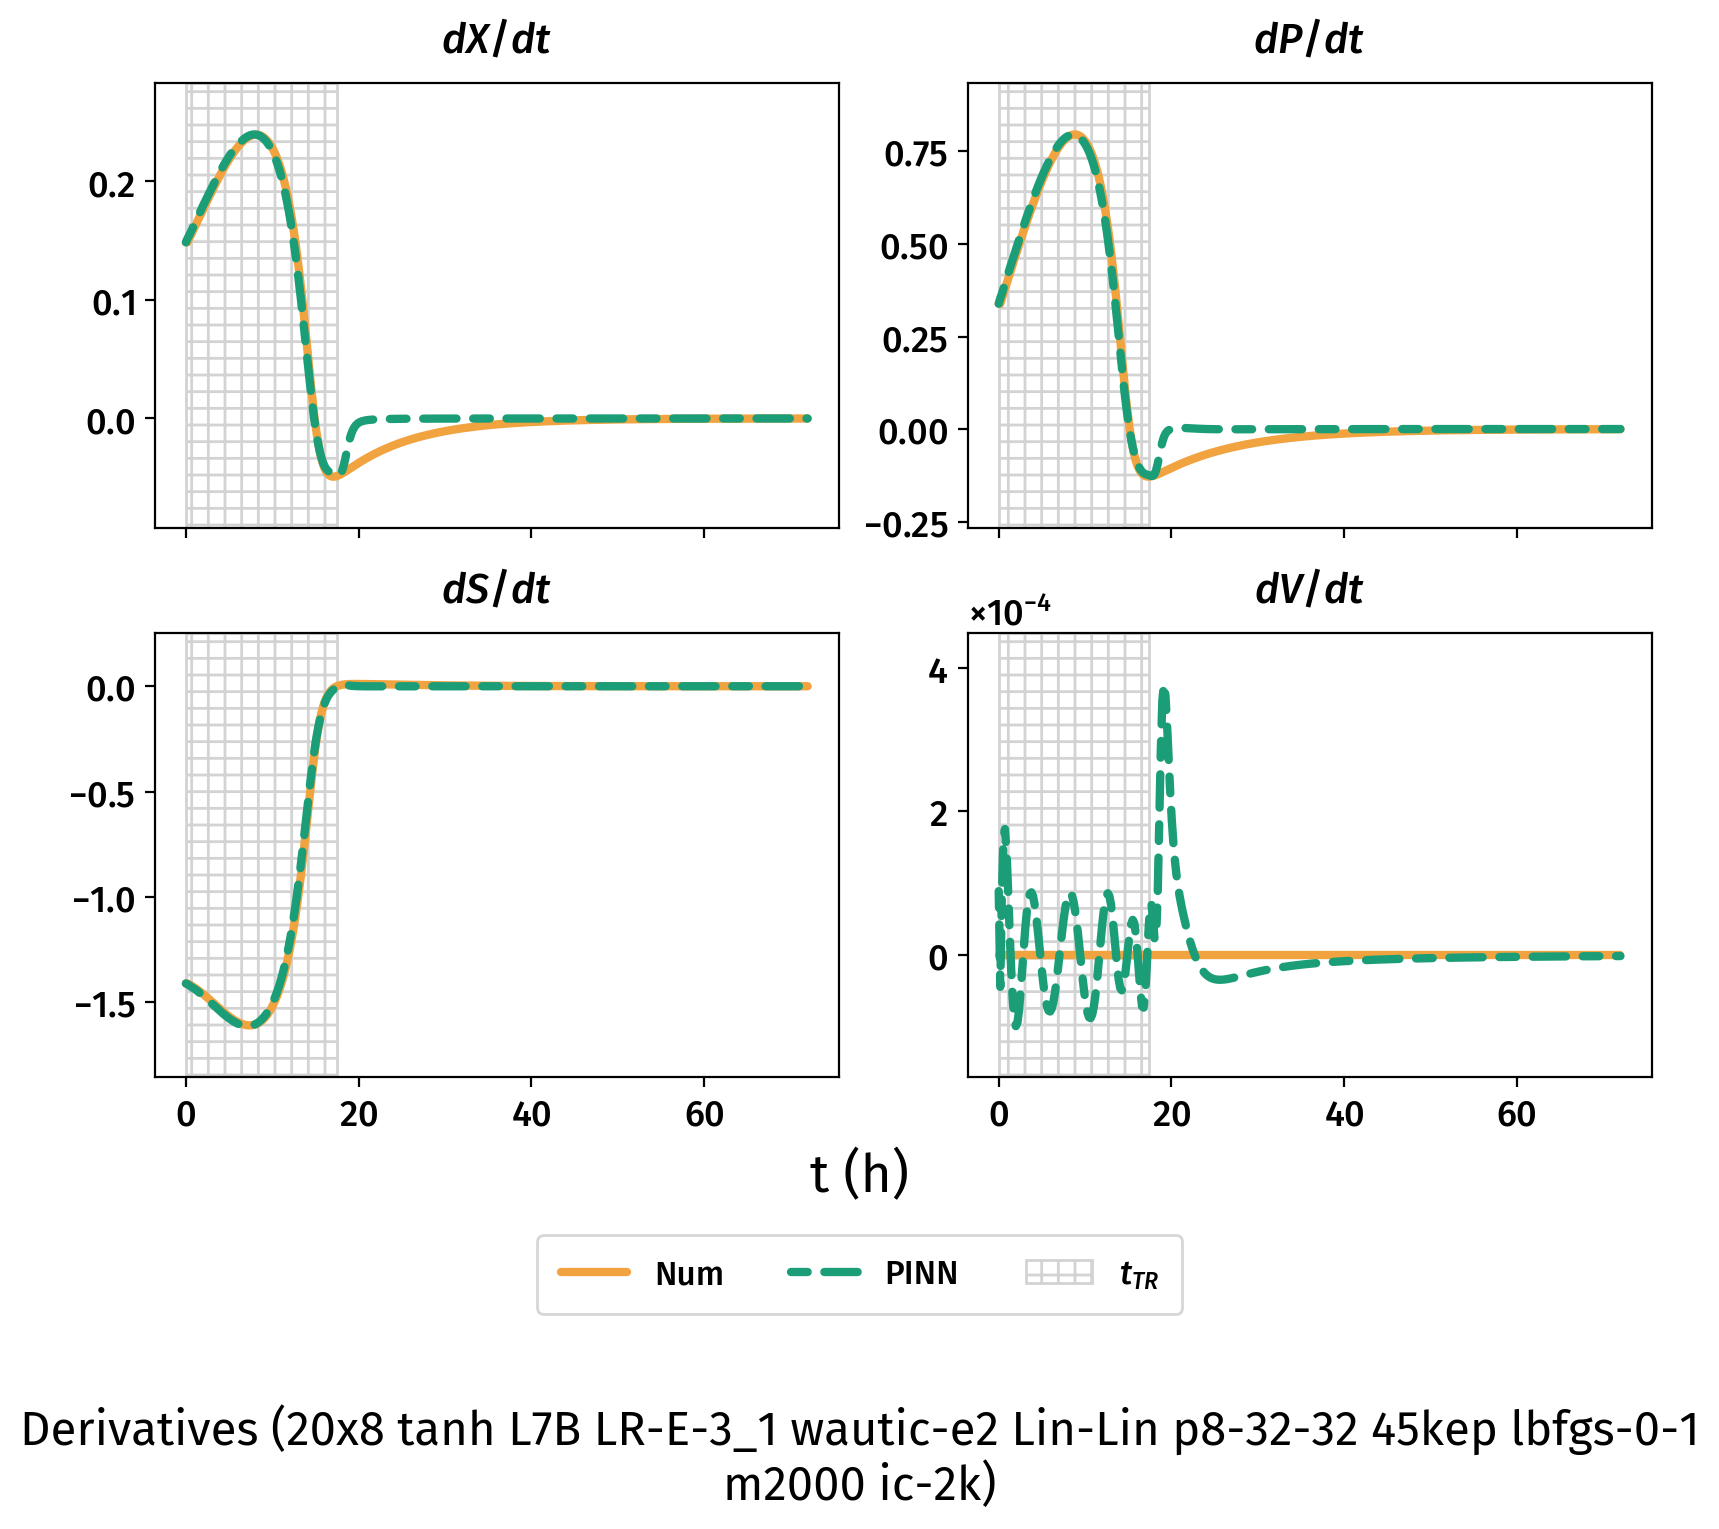 dX/dt
dP/dt
0.2
0.1
0.0
0.75
0.50
0.25
0.00
−0.25
dS/dt
dV/dt
×10⁻⁴
0.0
−0.5
−1.0
−1.5
4
2
0
0 20 40 60
0 20 40 60
t (h)
Num PINN t_TR
Derivatives (20x8 tanh L7B LR-E-3_1 wautic-e2 Lin-Lin p8-32-32 45kep lbfgs-0-1
m2000 ic-2k)